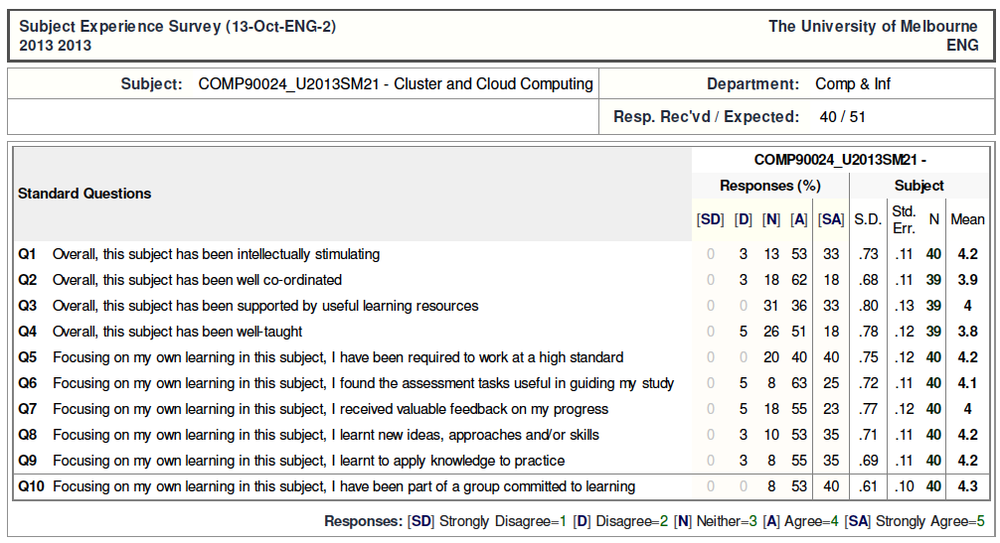 Subject Experience Survey (13-Oct-ENG-2) The University of Melbourne
2013 2013 ENG
Subject: COMP90024_U2013SM21 - Cluster and Cloud Computing Department: Comp & Inf
Resp. Rec'vd / Expected: 40 / 51
COMP90024_U2013SM21 -
Standard Questions Responses (%) Subject
[SD] [D] [N] [A] [SA] S.D. Std. Err. N Mean
Q1 Overall, this subject has been intellectually stimulating 0 3 13 53 33 .73 .11 40 4.2
Q2 Overall, this subject has been well co-ordinated 0 3 18 62 18 .68 .11 39 3.9
Q3 Overall, this subject has been supported by useful learning resources 0 0 31 36 33 .80 .13 39 4
Q4 Overall, this subject has been well-taught 0 5 26 51 18 .78 .12 39 3.8
Q5 Focusing on my own learning in this subject, I have been required to work at a high standard 0 0 20 40 40 .75 .12 40 4.2
Q6 Focusing on my own learning in this subject, I found the assessment tasks useful in guiding my study 0 5 8 63 25 .72 .11 40 4.1
Q7 Focusing on my own learning in this subject, I received valuable feedback on my progress 0 5 18 55 23 .77 .12 40 4
Q8 Focusing on my own learning in this subject, I learnt new ideas, approaches and/or skills 0 3 10 53 35 .71 .11 40 4.2
Q9 Focusing on my own learning in this subject, I learnt to apply knowledge to practice 0 3 8 55 35 .69 .11 40 4.2
Q10 Focusing on my own learning in this subject, I have been part of a group committed to learning 0 0 8 53 40 .61 .10 40 4.3
Responses: [SD] Strongly Disagree=1 [D] Disagree=2 [N] Neither=3 [A] Agree=4 [SA] Strongly Agree=5